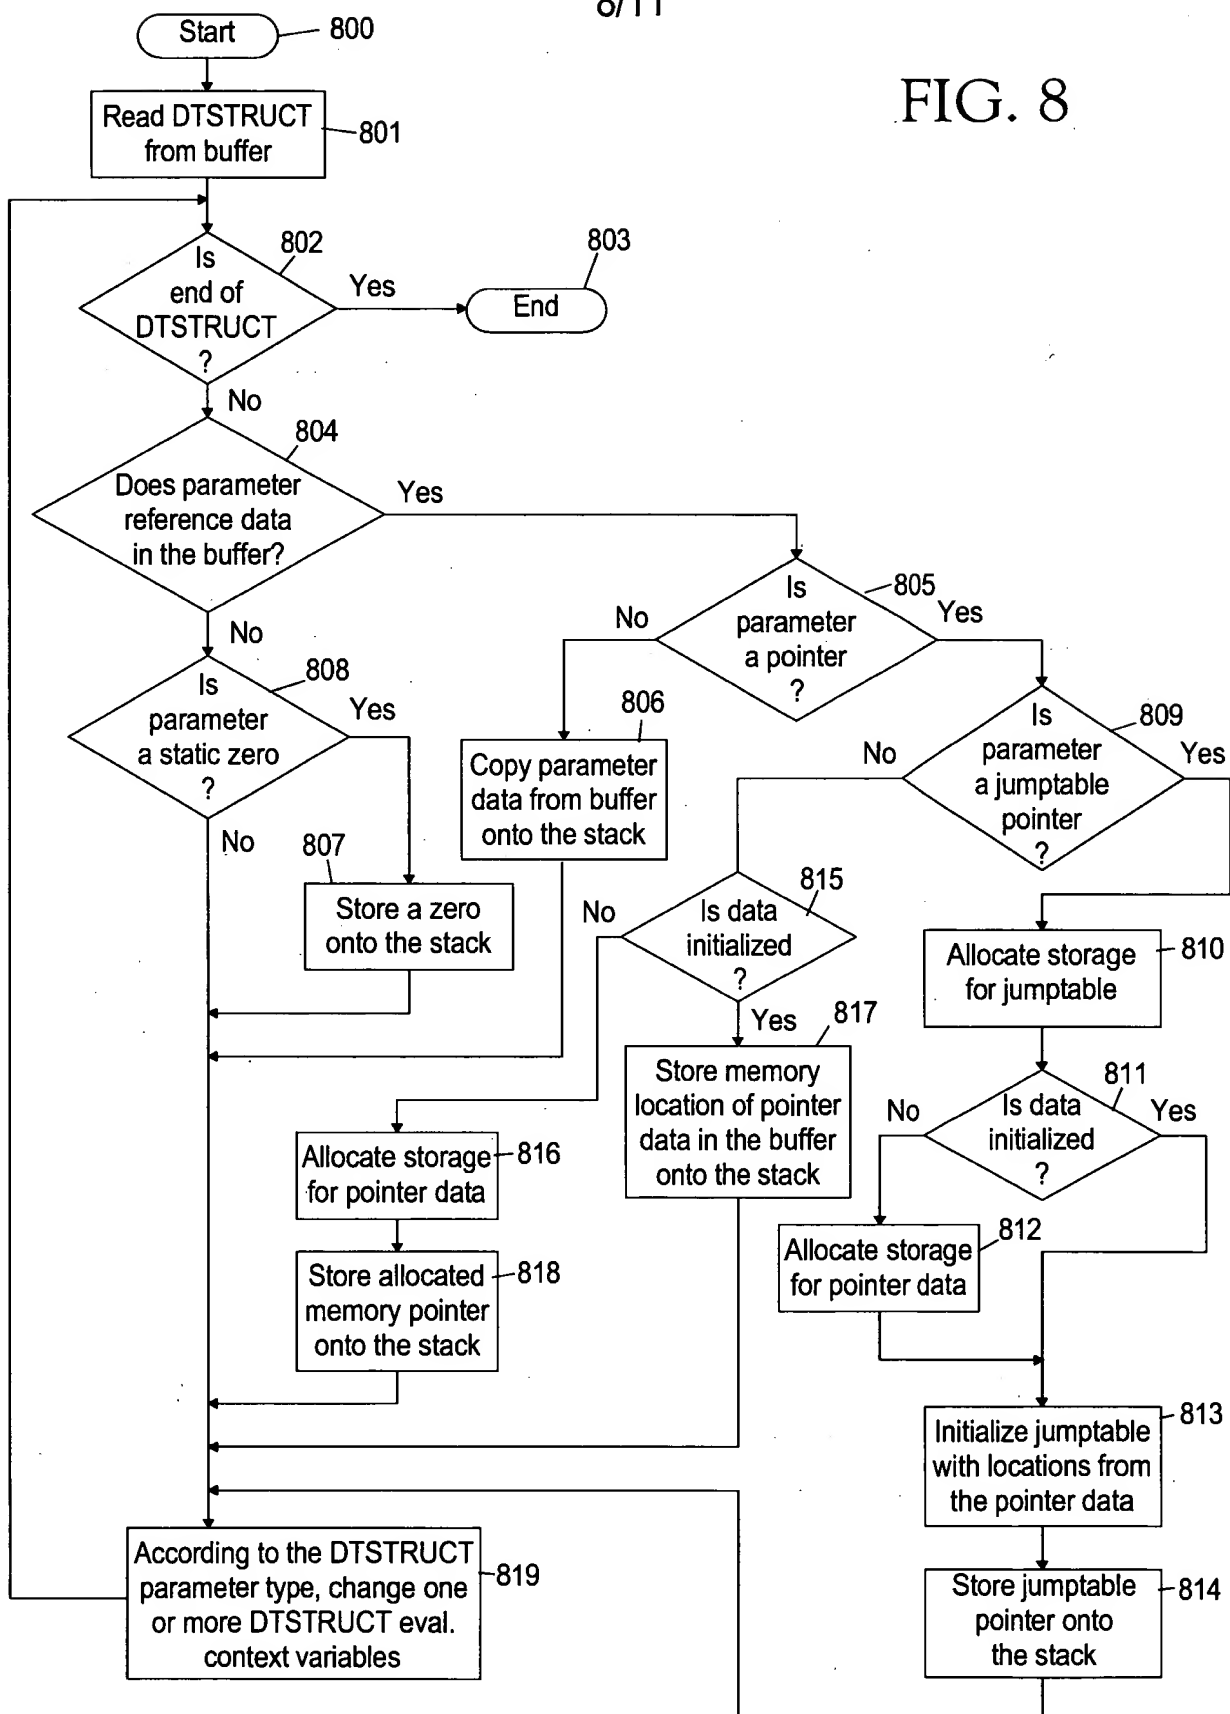 8/11
FIG. 8
Start
800
Read DTSTRUCT
from buffer
801
Is
end of
DTSTRUCT
?
802
Yes
End
803
No
Does parameter
reference data
in the buffer?
804
Yes
No
Is
parameter
a pointer
?
805
No
Yes
Is
parameter
a static zero
?
808
Yes
No
806
Copy parameter
data from buffer
onto the stack
Is
parameter
a jumptable
pointer
?
809
No
Yes
807
Store a zero
onto the stack
Is data
initialized
?
815
No
Yes
Allocate storage
for jumptable
810
817
Store memory
location of pointer
data in the buffer
onto the stack
Is data
initialized
?
811
No
Yes
Allocate storage
for pointer data
816
Allocate storage
for pointer data
812
Store allocated
memory pointer
onto the stack
818
Initialize jumptable
with locations from
the pointer data
813
According to the DTSTRUCT
parameter type, change one
or more DTSTRUCT eval.
context variables
819
Store jumptable
pointer onto
the stack
814